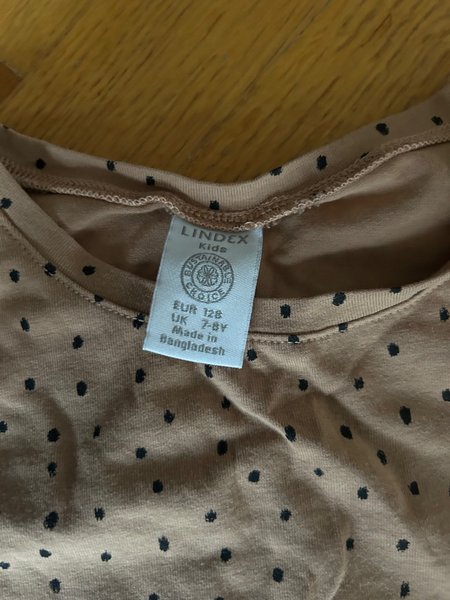 LINDEX
Kids
SUSTAINABLE
CHOICE
EUR 128
UK 7-8Y
Made in
Bangladesh